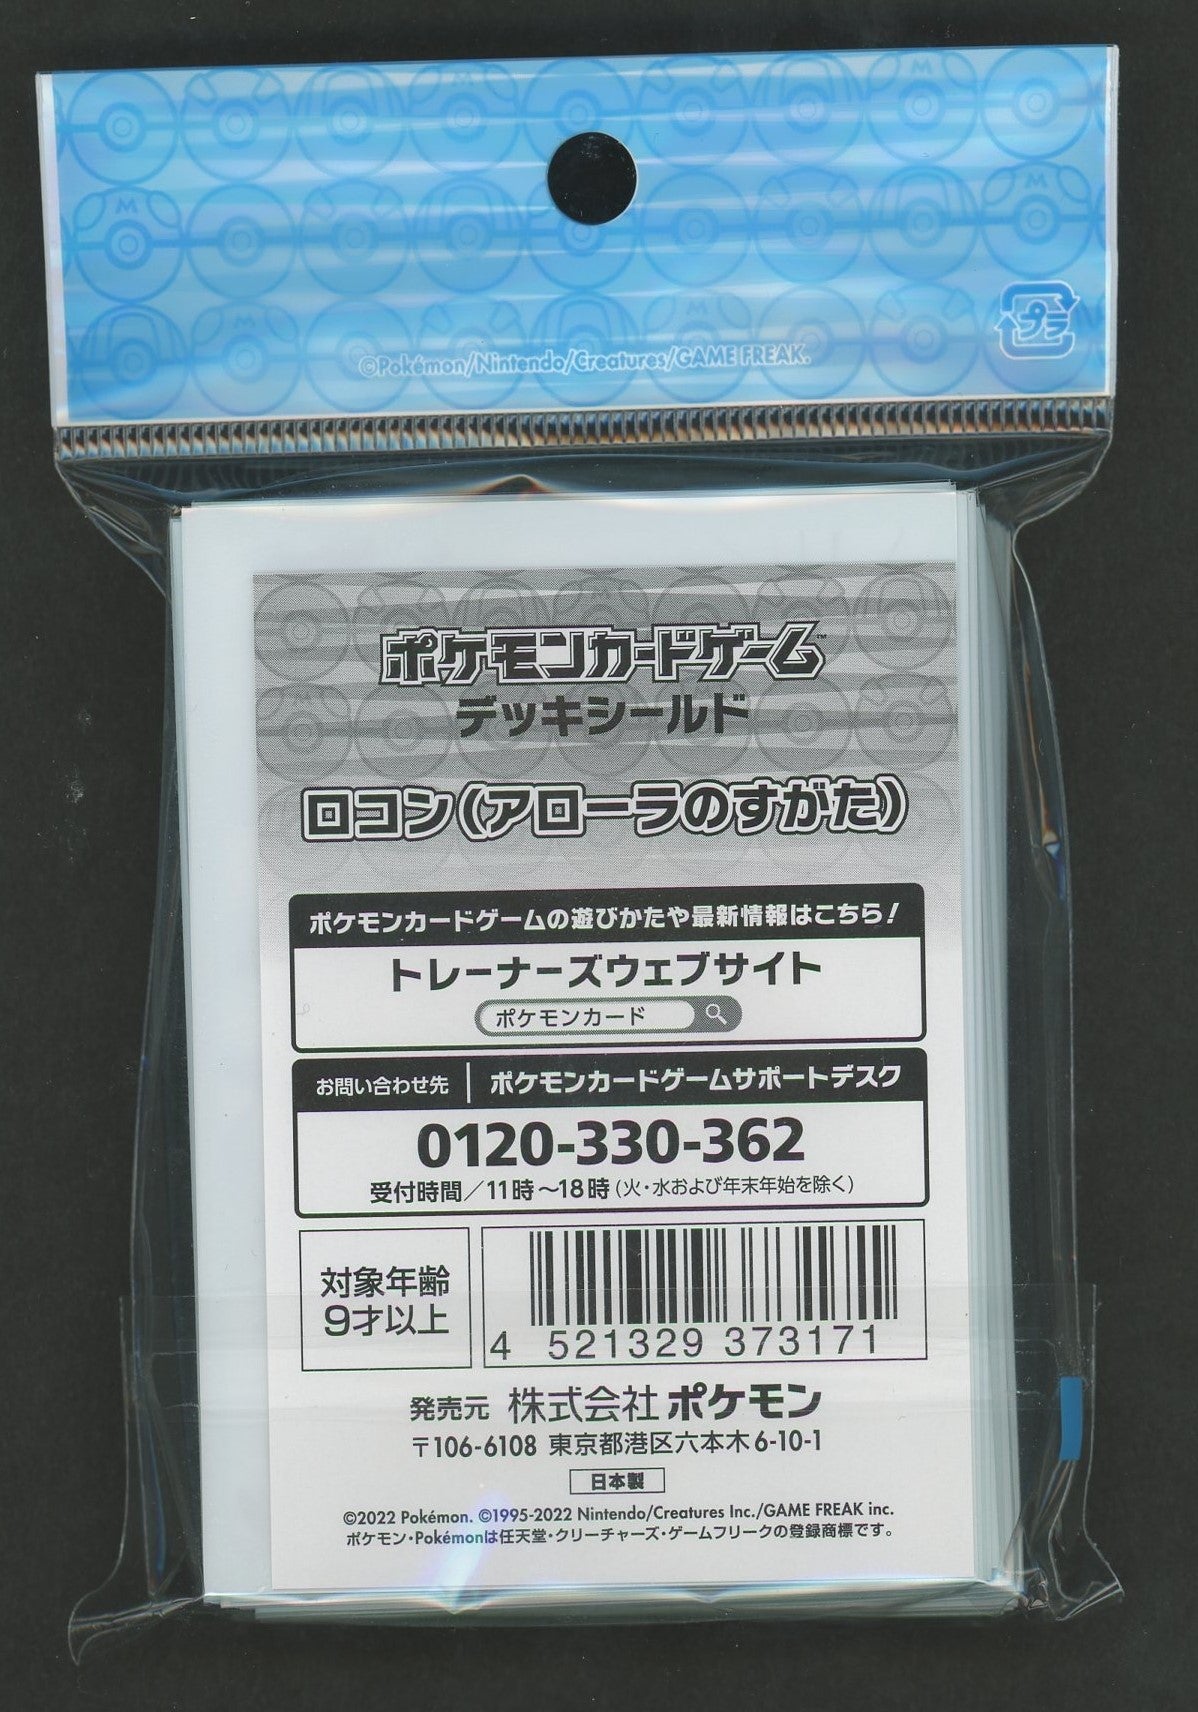 プラ
©Pokémon/Nintendo/Creatures/GAME FREAK.
ポケモンカードゲーム™
デッキシールド
ロコン(アローラのすがた)
ポケモンカードゲームの遊びかたや最新情報はこちら!
トレーナーズウェブサイト
ポケモンカード
お問い合わせ先 ポケモンカードゲームサポートデスク
0120-330-362
受付時間/11時~18時(火・水および年末年始を除く)
対象年齢
9才以上
4 521329 373171
発売元 株式会社ポケモン
〒106-6108 東京都港区六本木6-10-1
日本製
©2022 Pokémon. ©1995-2022 Nintendo/Creatures Inc./GAME FREAK inc.
ポケモン・Pokémonは任天堂・クリーチャーズ・ゲームフリークの登録商標です。